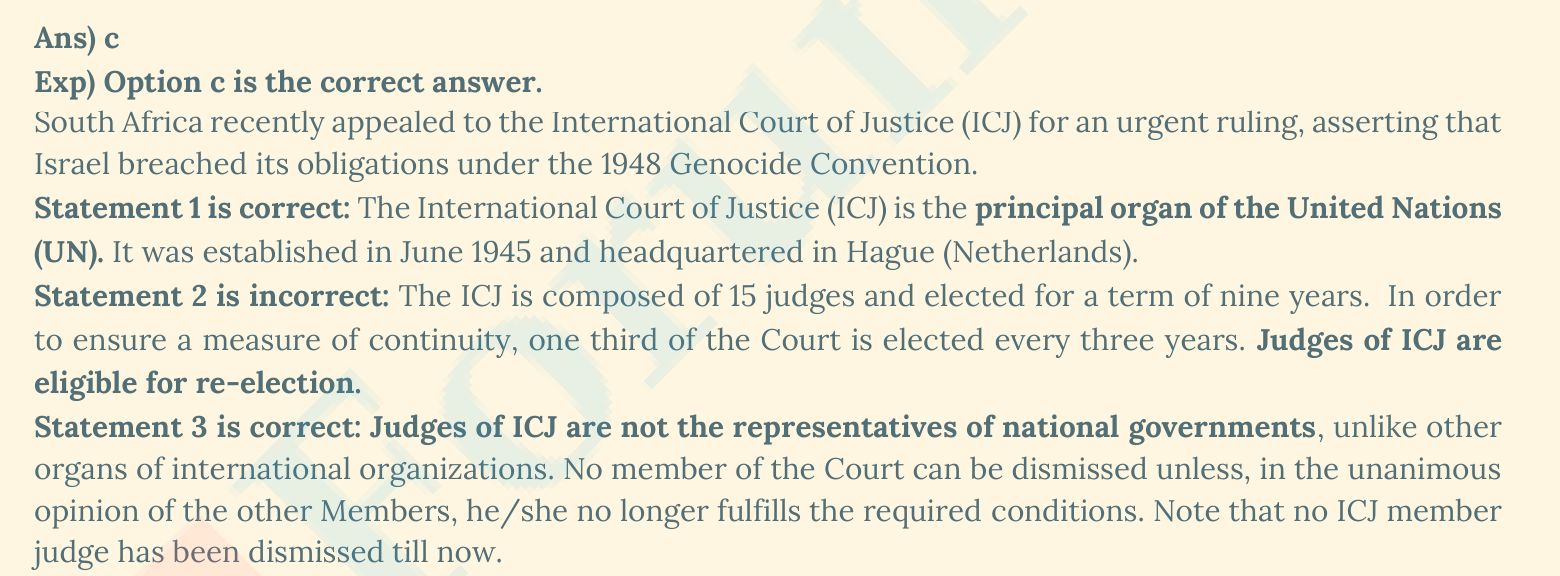 Ans) c
Exp) Option c is the correct answer.
South Africa recently appealed to the International Court of Justice (ICJ) for an urgent ruling, asserting that
Israel breached its obligations under the 1948 Genocide Convention.
Statement 1 is correct: The International Court of Justice (ICJ) is the principal organ of the United Nations
(UN). It was established in June 1945 and headquartered in Hague (Netherlands).
Statement 2 is incorrect: The ICJ is composed of 15 judges and elected for a term of nine years. In order
to ensure a measure of continuity, one third of the Court is elected every three years. Judges of ICJ are
eligible for re-election.
Statement 3 is correct: Judges of ICJ are not the representatives of national governments, unlike other
organs of international organizations. No member of the Court can be dismissed unless, in the unanimous
opinion of the other Members, he/she no longer fulfills the required conditions. Note that no ICJ member
judge has been dismissed till now.
Forum